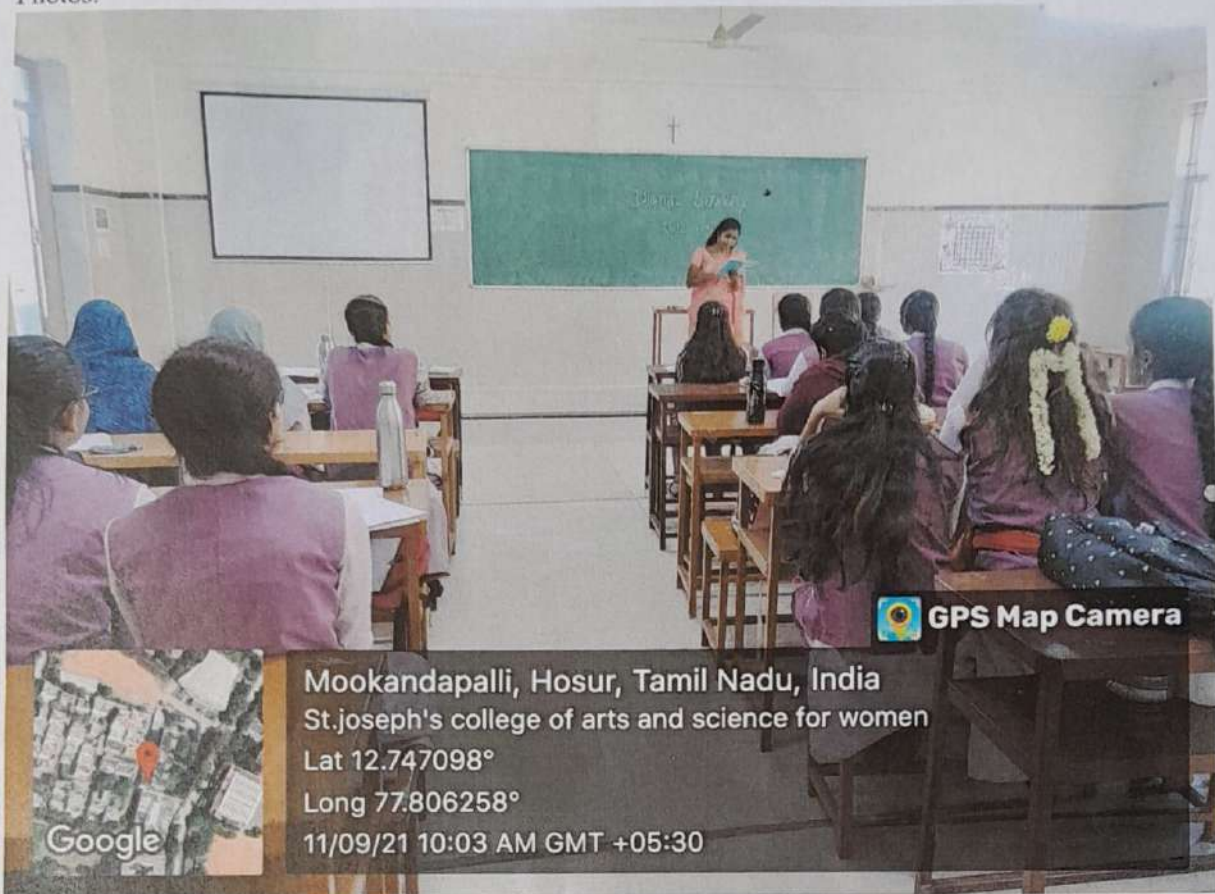 Photos:
GPS Map Camera
Mookandapalli, Hosur, Tamil Nadu, India
St.joseph's college of arts and science for women
Lat 12.747098°
Long 77.806258°
11/09/21 10:03 AM GMT +05:30
Google